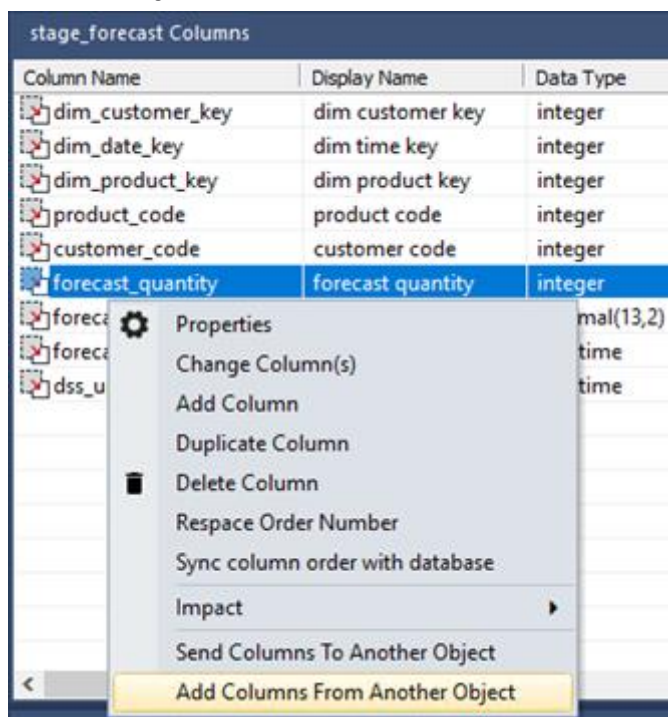 stage_forecast Columns
Column Name Display Name Data Type
dim_customer_key dim customer key integer
dim_date_key dim time key integer
dim_product_key dim product key integer
product_code product code integer
customer_code customer code integer
forecast_quantity forecast quantity integer
foreca mal(13,2)
foreca time
dss_u time
Properties
Change Column(s)
Add Column
Duplicate Column
Delete Column
Respace Order Number
Sync column order with database
Impact
Send Columns To Another Object
Add Columns From Another Object